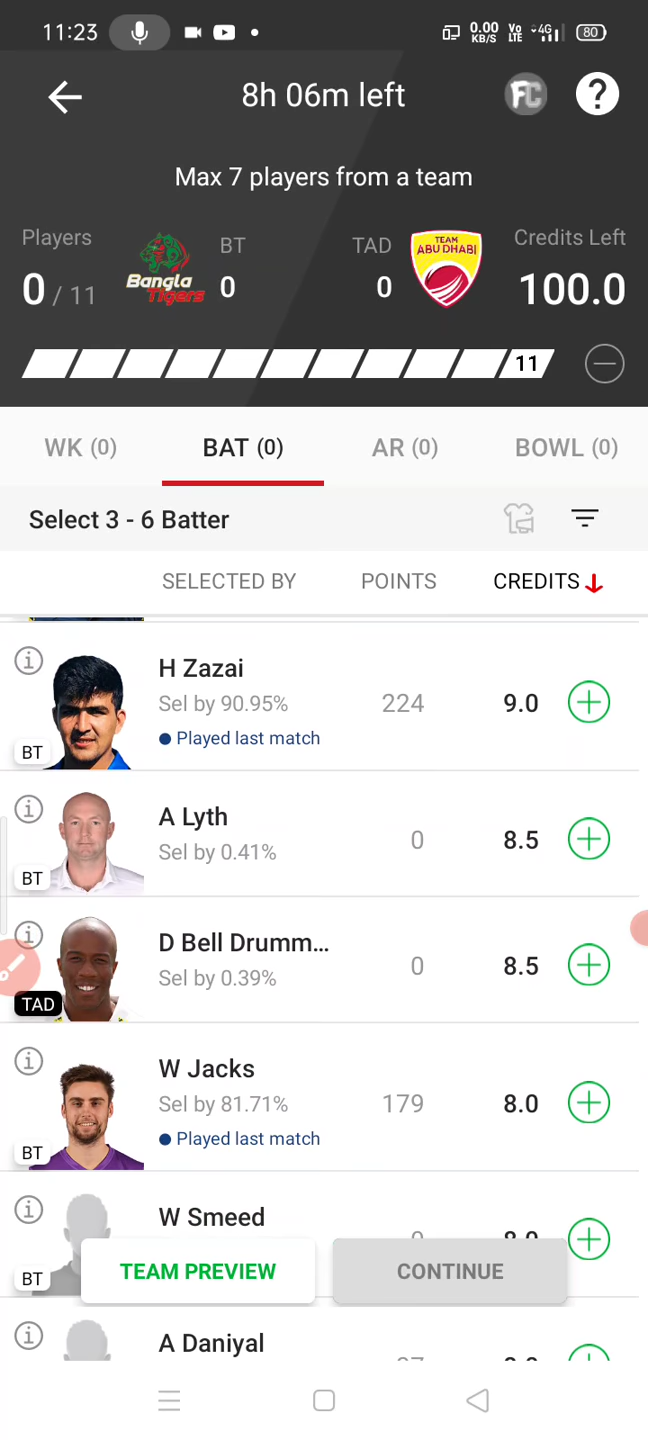 11:23
0.00 KB/S Vo LTE 4G 80
8h 06m left
FC ?
Max 7 players from a team
Players
0 / 11
Bangla Tigers
BT
0
TAD
0
TEAM ABU DHABI
Credits Left
100.0
11
WK (0) BAT (0) AR (0) BOWL (0)
Select 3 - 6 Batter
SELECTED BY POINTS CREDITS
H Zazai
Sel by 90.95% 224 9.0
Played last match
BT
A Lyth
Sel by 0.41% 0 8.5
BT
D Bell Drumm...
Sel by 0.39% 0 8.5
TAD
W Jacks
Sel by 81.71% 179 8.0
Played last match
BT
W Smeed
BT
TEAM PREVIEW CONTINUE
A Daniyal